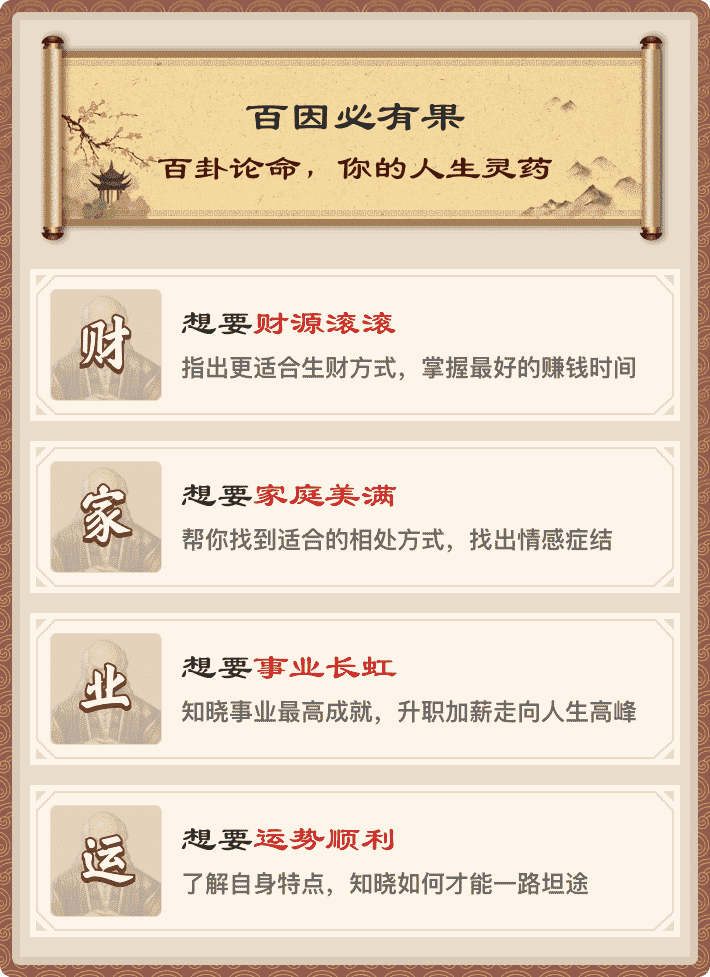 百因必有果
百卦论命，你的人生灵药
财
想要财源滚滚
指出更适合生财方式，掌握最好的赚钱时间
家
想要家庭美满
帮你找到适合的相处方式，找出情感症结
业
想要事业长虹
知晓事业最高成就，升职加薪走向人生高峰
运
想要运势顺利
了解自身特点，知晓如何才能一路坦途